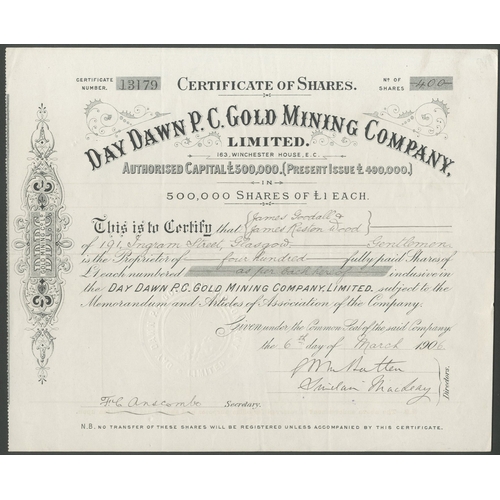 CERTIFICATE NUMBER, 13179
CERTIFICATE OF SHARES.
No OF SHARES 400
DAY DAWN P.C. GOLD MINING COMPANY,
LIMITED.
163, WINCHESTER HOUSE, E.C.
AUTHORISED CAPITAL £500,000, (PRESENT ISSUE £490,000,)
IN
500,000 SHARES OF £1 EACH.
This is to Certify that James Goodall & James Reston Wood
of 191, Ingram Street, Glasgow, Gentlemen
is the Proprietor of four hundred fully paid Shares of
£1 each numbered as per back hereof inclusive in
the DAY DAWN P.C. GOLD MINING COMPANY, LIMITED. subject to the
Memorandum and Articles of Association of the Company.
Given under the Common Seal of the said Company
the 6th day of March 1906
Sinclair Macleay
Directors.
Anscombe Secretary.
N.B. NO TRANSFER OF THESE SHARES WILL BE REGISTERED UNLESS ACCOMPANIED BY THIS CERTIFICATE.